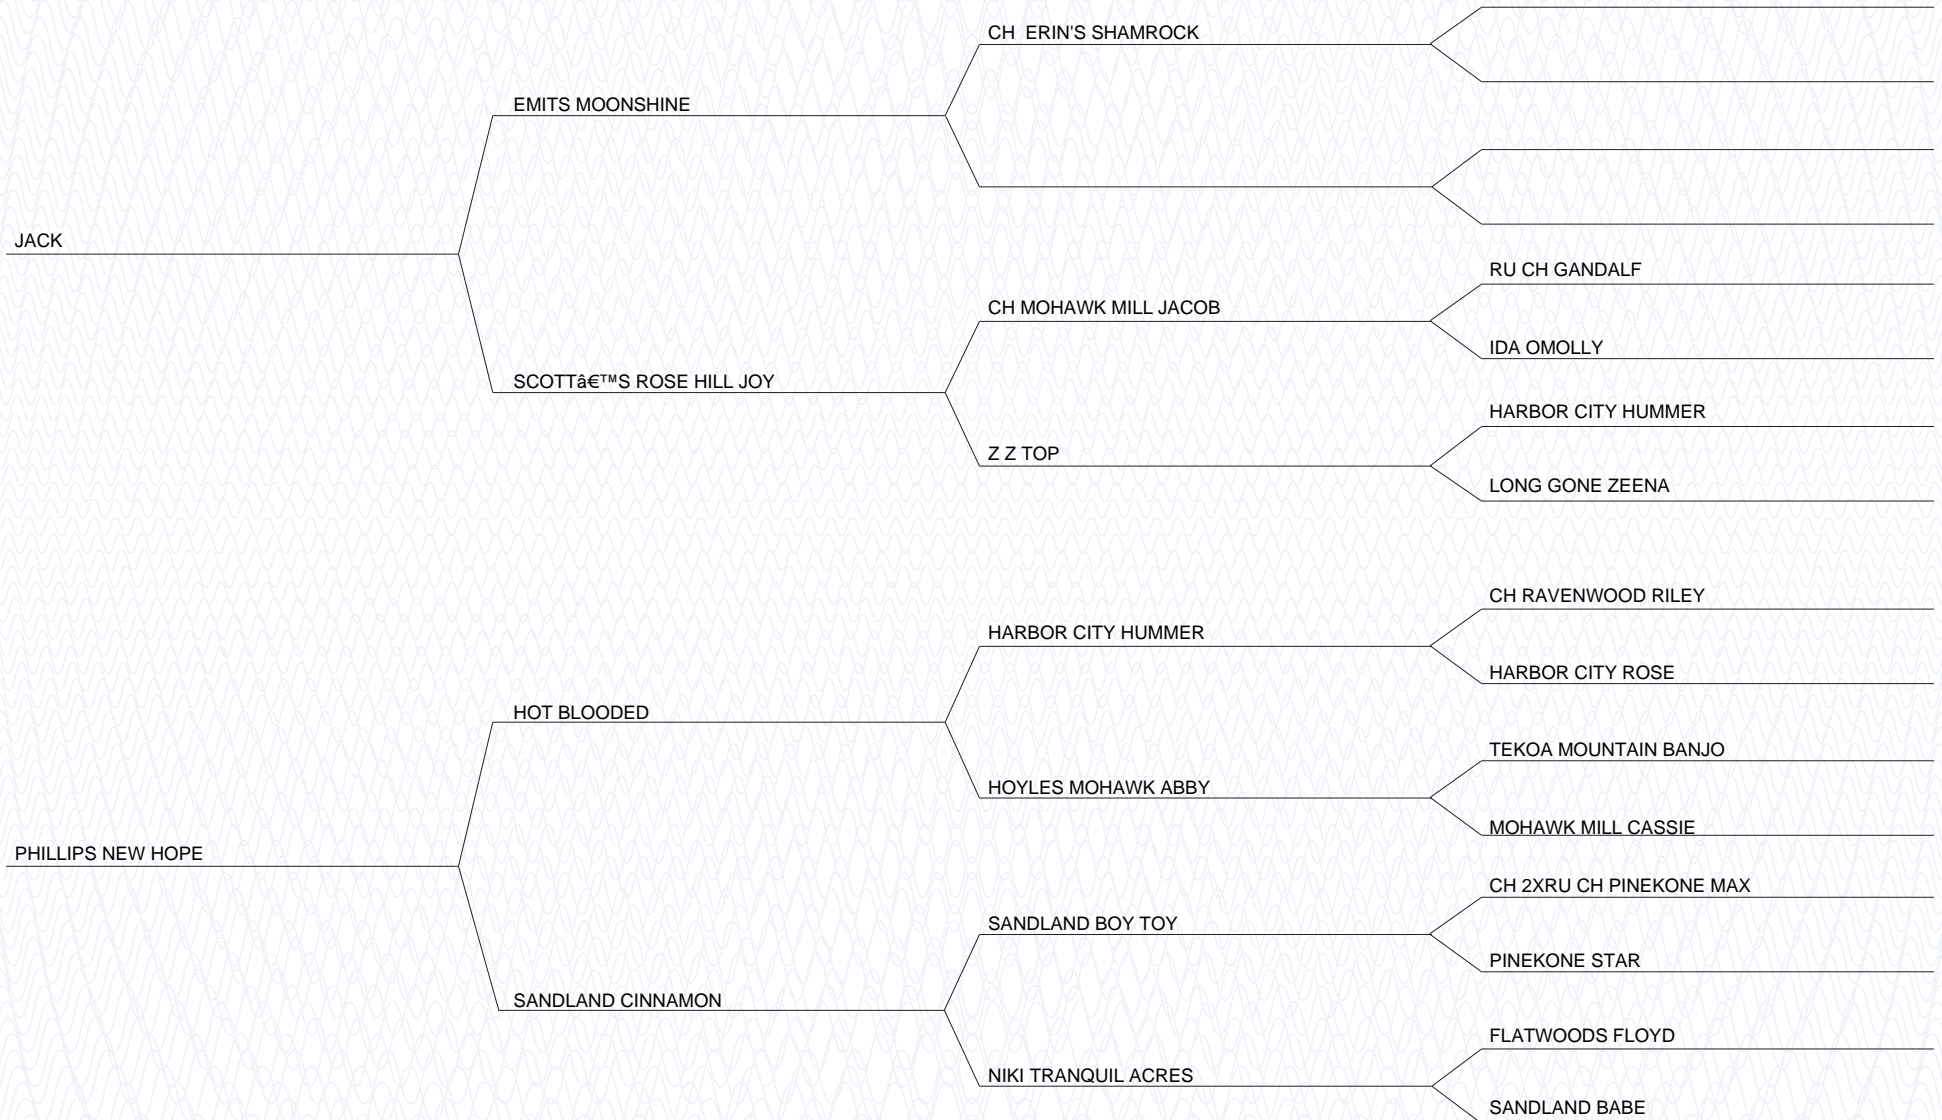 CH  ERIN'S SHAMROCK
EMITS MOONSHINE
JACK
RU CH GANDALF
CH MOHAWK MILL JACOB
IDA OMOLLY
SCOTTâ€™S ROSE HILL JOY
HARBOR CITY HUMMER
Z Z TOP
LONG GONE ZEENA
CH RAVENWOOD RILEY
HARBOR CITY HUMMER
HARBOR CITY ROSE
HOT BLOODED
TEKOA MOUNTAIN BANJO
HOYLES MOHAWK ABBY
MOHAWK MILL CASSIE
PHILLIPS NEW HOPE
CH 2XRU CH PINEKONE MAX
SANDLAND BOY TOY
PINEKONE STAR
SANDLAND CINNAMON
FLATWOODS FLOYD
NIKI TRANQUIL ACRES
SANDLAND BABE